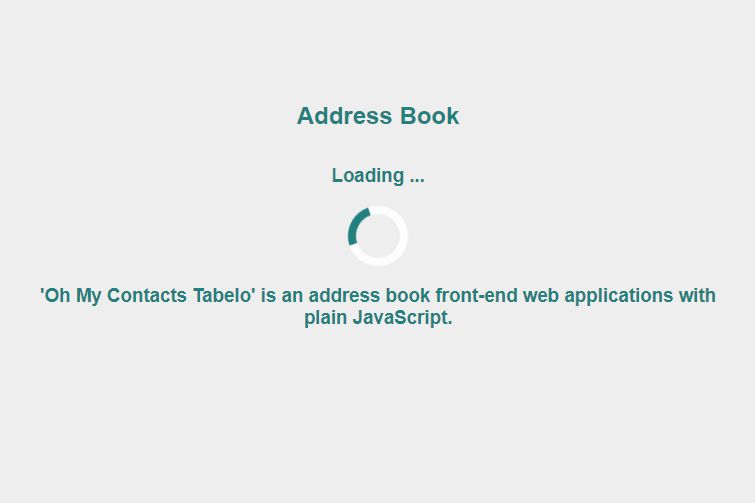 Address Book
Loading ...
'Oh My Contacts Tabelo' is an address book front-end web applications with
plain JavaScript.